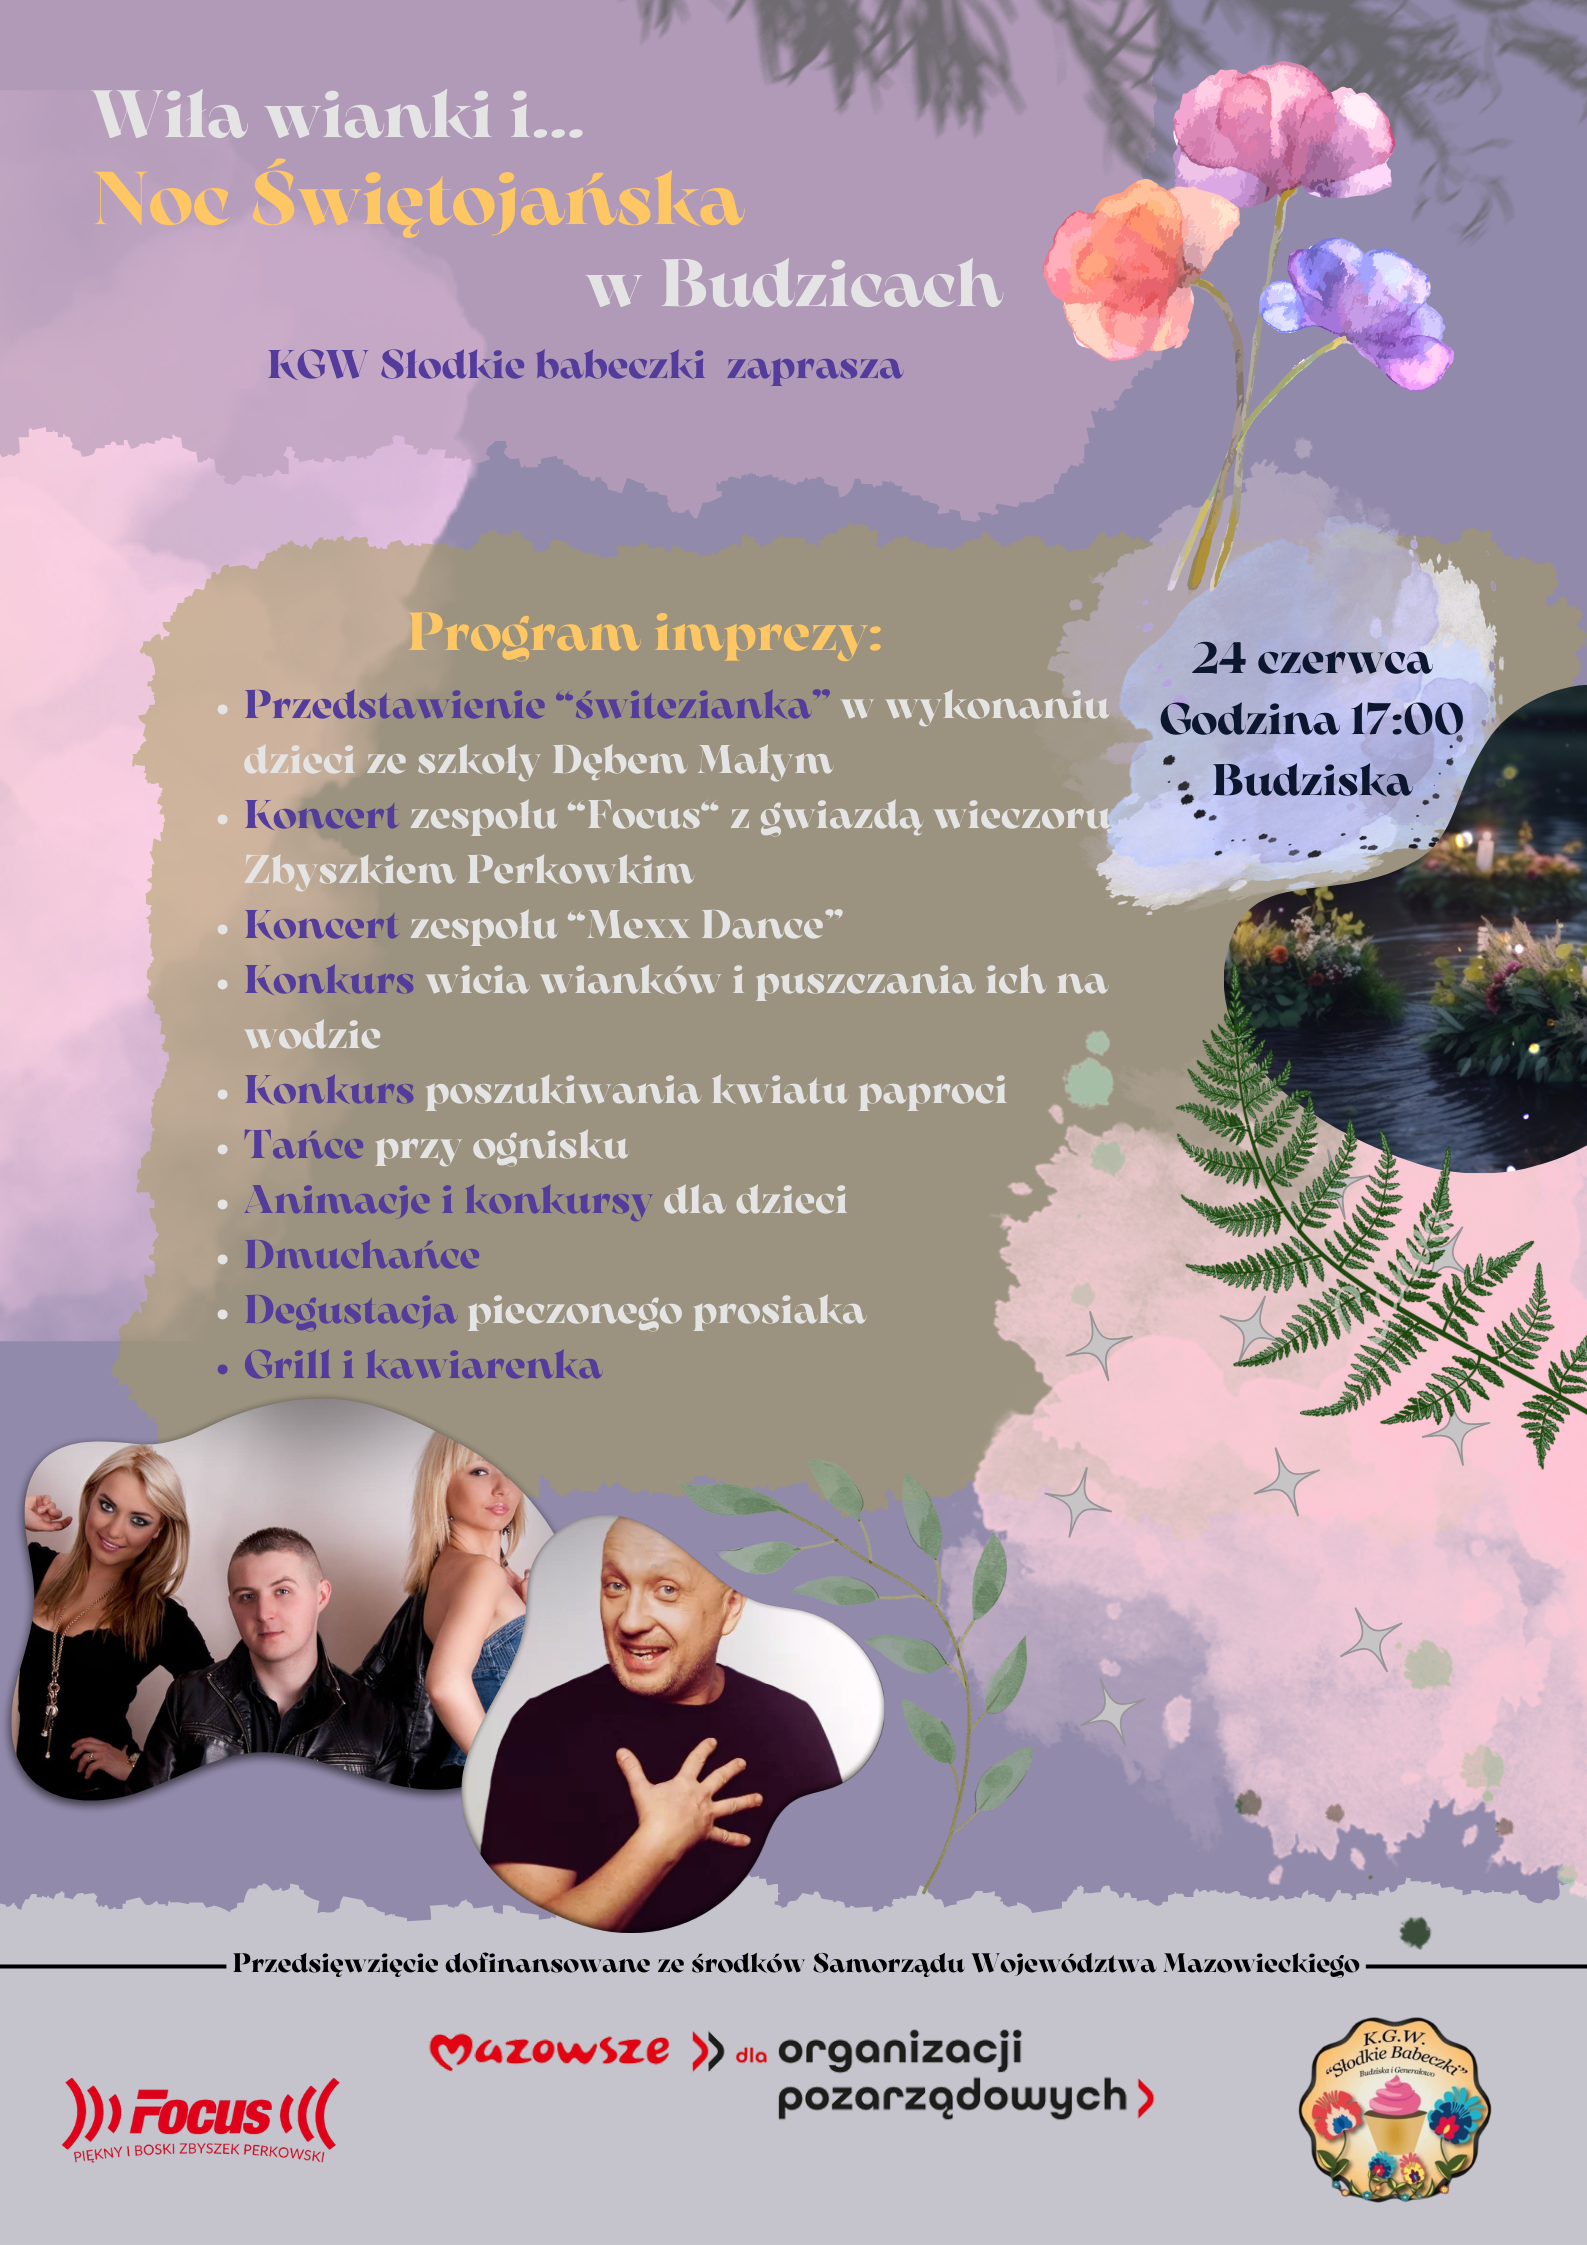 Wiła wianki i...
Noc Świętojańska
w Budzicach
KGW Słodkie babeczki zaprasza
Program imprezy:
• Przedstawienie “świtezianka” w wykonaniu
dzieci ze szkoły Dębem Małym
• Koncert zespołu “Focus“ z gwiazdą wieczoru
Zbyszkiem Perkowkim
• Koncert zespołu “Mexx Dance”
• Konkurs wicia wianków i puszczania ich na
wodzie
• Konkurs poszukiwania kwiatu paproci
• Tańce przy ognisku
• Animacje i konkursy dla dzieci
• Dmuchańce
• Degustacja pieczonego prosiaka
• Grill i kawiarenka
24 czerwca
Godzina 17:00
Budziska
Przedsięwzięcie dofinansowane ze środków Samorządu Województwa Mazowieckiego
Mazowsze dla organizacji
pozarządowych
Focus
PIĘKNY I BOSKI ZBYSZEK PERKOWSKI
K.G.W.
“Słodkie Babeczki”
Budziska i Generałowo